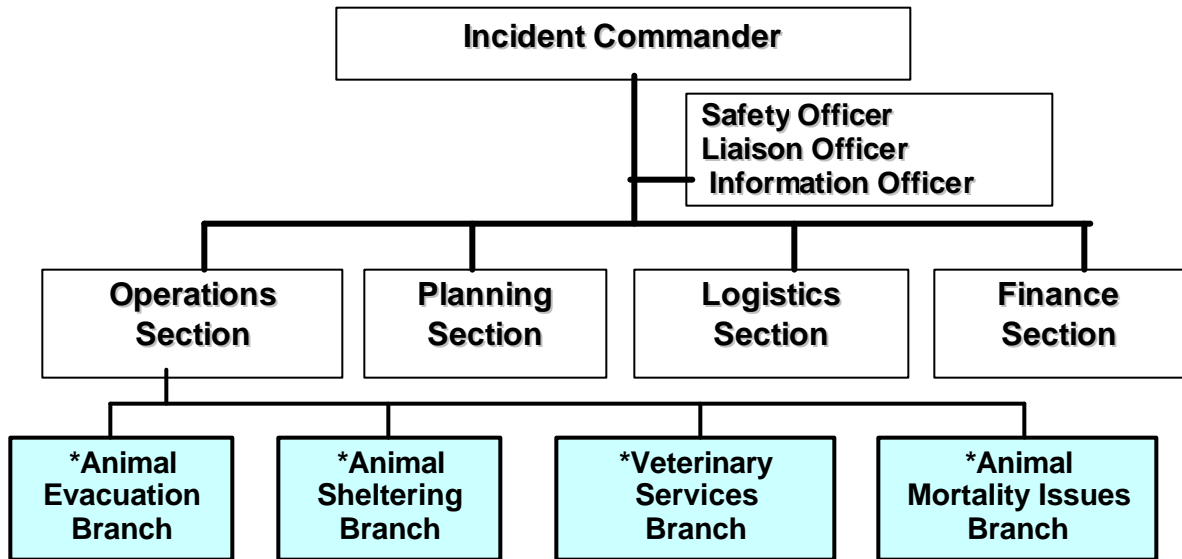 Incident Commander
Safety Officer
Liaison Officer
Information Officer
Operations
Section
Planning
Section
Logistics
Section
Finance
Section
*Animal
Evacuation
Branch
*Animal
Sheltering
Branch
*Veterinary
Services
Branch
*Animal
Mortality Issues
Branch